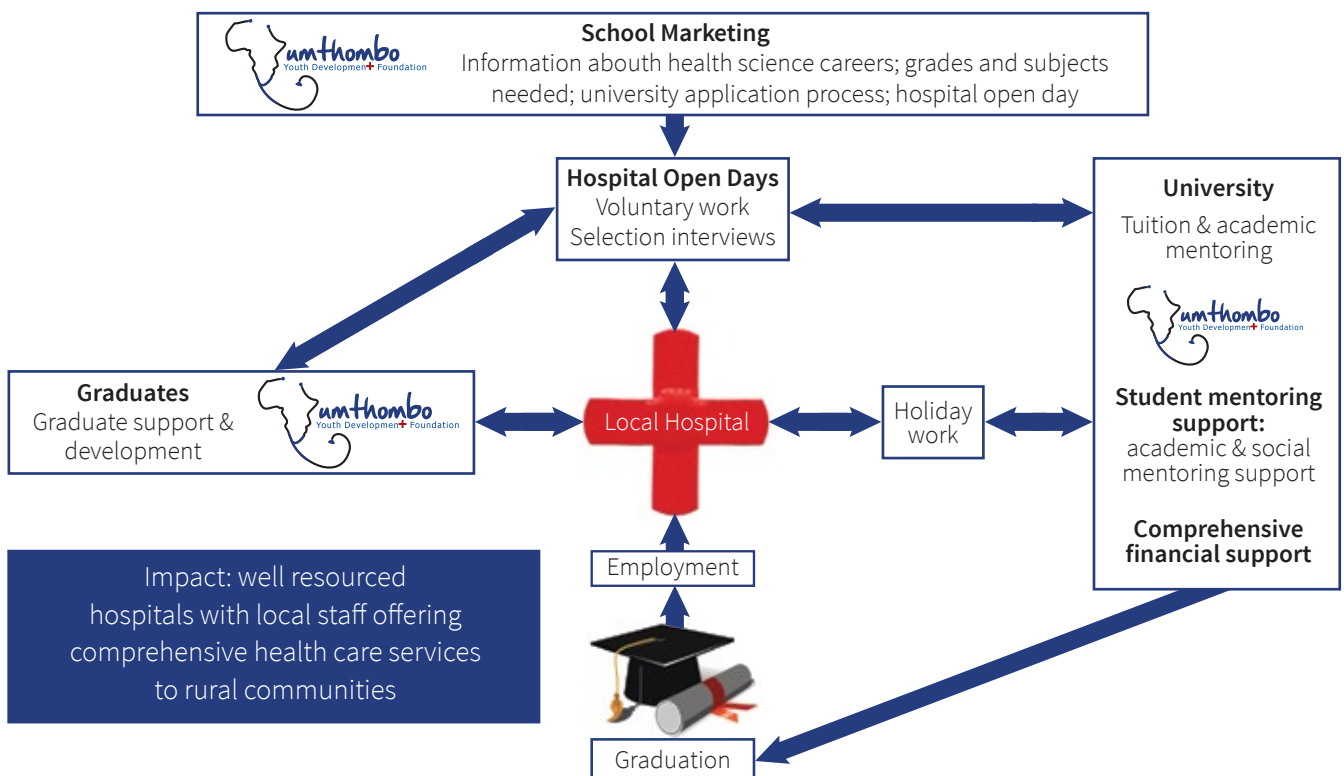 School Marketing
umthombo
Youth Development Foundation
Information abouth health science careers; grades and subjects
needed; university application process; hospital open day
Hospital Open Days
Voluntary work
Selection interviews
University
Tuition & academic
mentoring
umthombo
Youth Development Foundation
Student mentoring
support:
academic & social
mentoring support
Comprehensive
financial support
Graduates
Graduate support &
development
umthombo
Youth Development Foundation
Local Hospital
Holiday
work
Employment
Impact: well resourced
hospitals with local staff offering
comprehensive health care services
to rural communities
Graduation